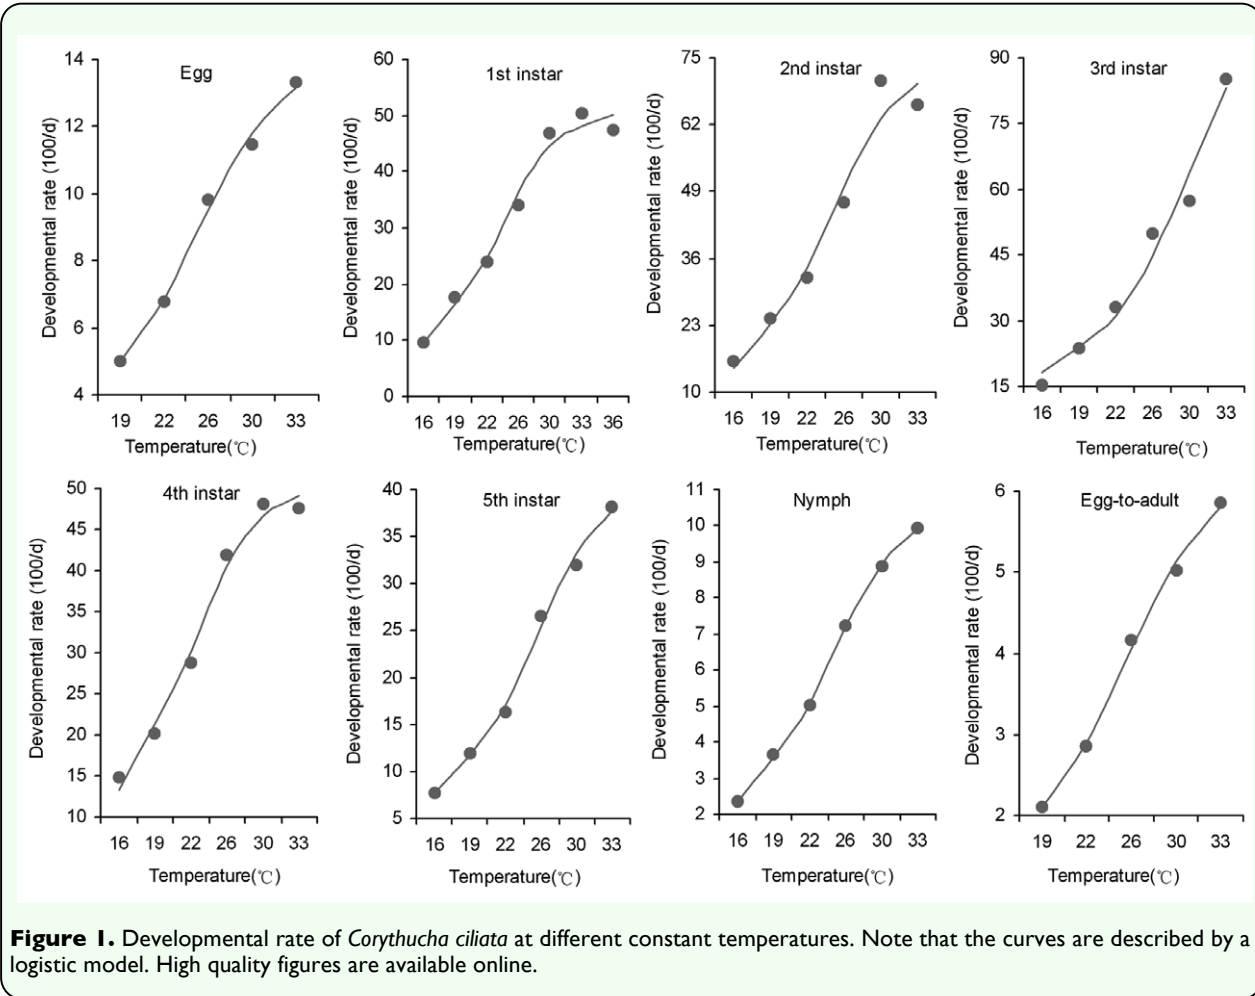 Egg
Developmental rate (100/d)
14
12
10
8
6
4
19 22 26 30 33
Temperature(℃)
1st instar
Developmental rate (100/d)
60
50
40
30
20
10
0
16 19 22 26 30 33 36
Temperature(℃)
2nd instar
Developmental rate (100/d)
75
62
49
36
23
10
16 19 22 26 30 33
Temperature(℃)
3rd instar
Developmental rate (100/d)
90
75
60
45
30
15
16 19 22 26 30 33
Temperature(℃)
4th instar
Developmental rate (100/d)
50
45
40
35
30
25
20
15
10
16 19 22 26 30 33
Temperature(℃)
5th instar
Developmental rate (100/d)
40
35
30
25
20
15
10
5
16 19 22 26 30 33
Temperature(℃)
Nymph
Developmental rate (100/d)
11
10
9
8
7
6
5
4
3
2
16 19 22 26 30 33
Temperature(℃)
Egg-to-adult
Developmental rate (100/d)
6
5
4
3
2
19 22 26 30 33
Temperature(℃)
Figure 1. Developmental rate of Corythucha ciliata at different constant temperatures. Note that the curves are described by a
logistic model. High quality figures are available online.